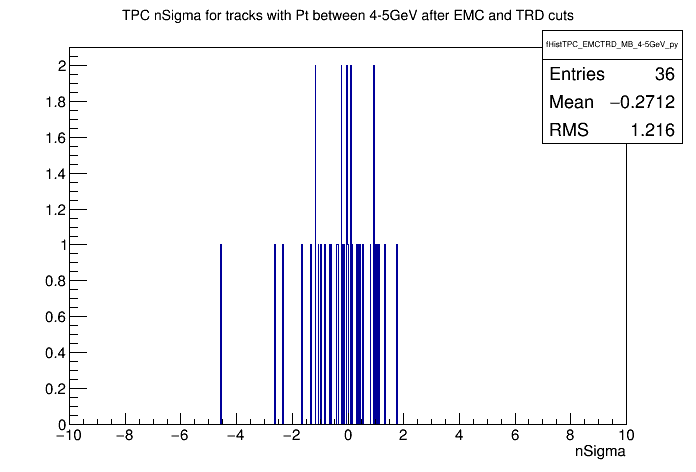 TPC nSigma for tracks with Pt between 4-5GeV after EMC and TRD cuts
fHistTPC_EMCTRD_MB_4-5GeV_py
Entries 36
Mean −0.2712
RMS 1.216
2
1.8
1.6
1.4
1.2
1
0.8
0.6
0.4
0.2
0
−10 −8 −6 −4 −2 0 2 4 6 8 10
nSigma